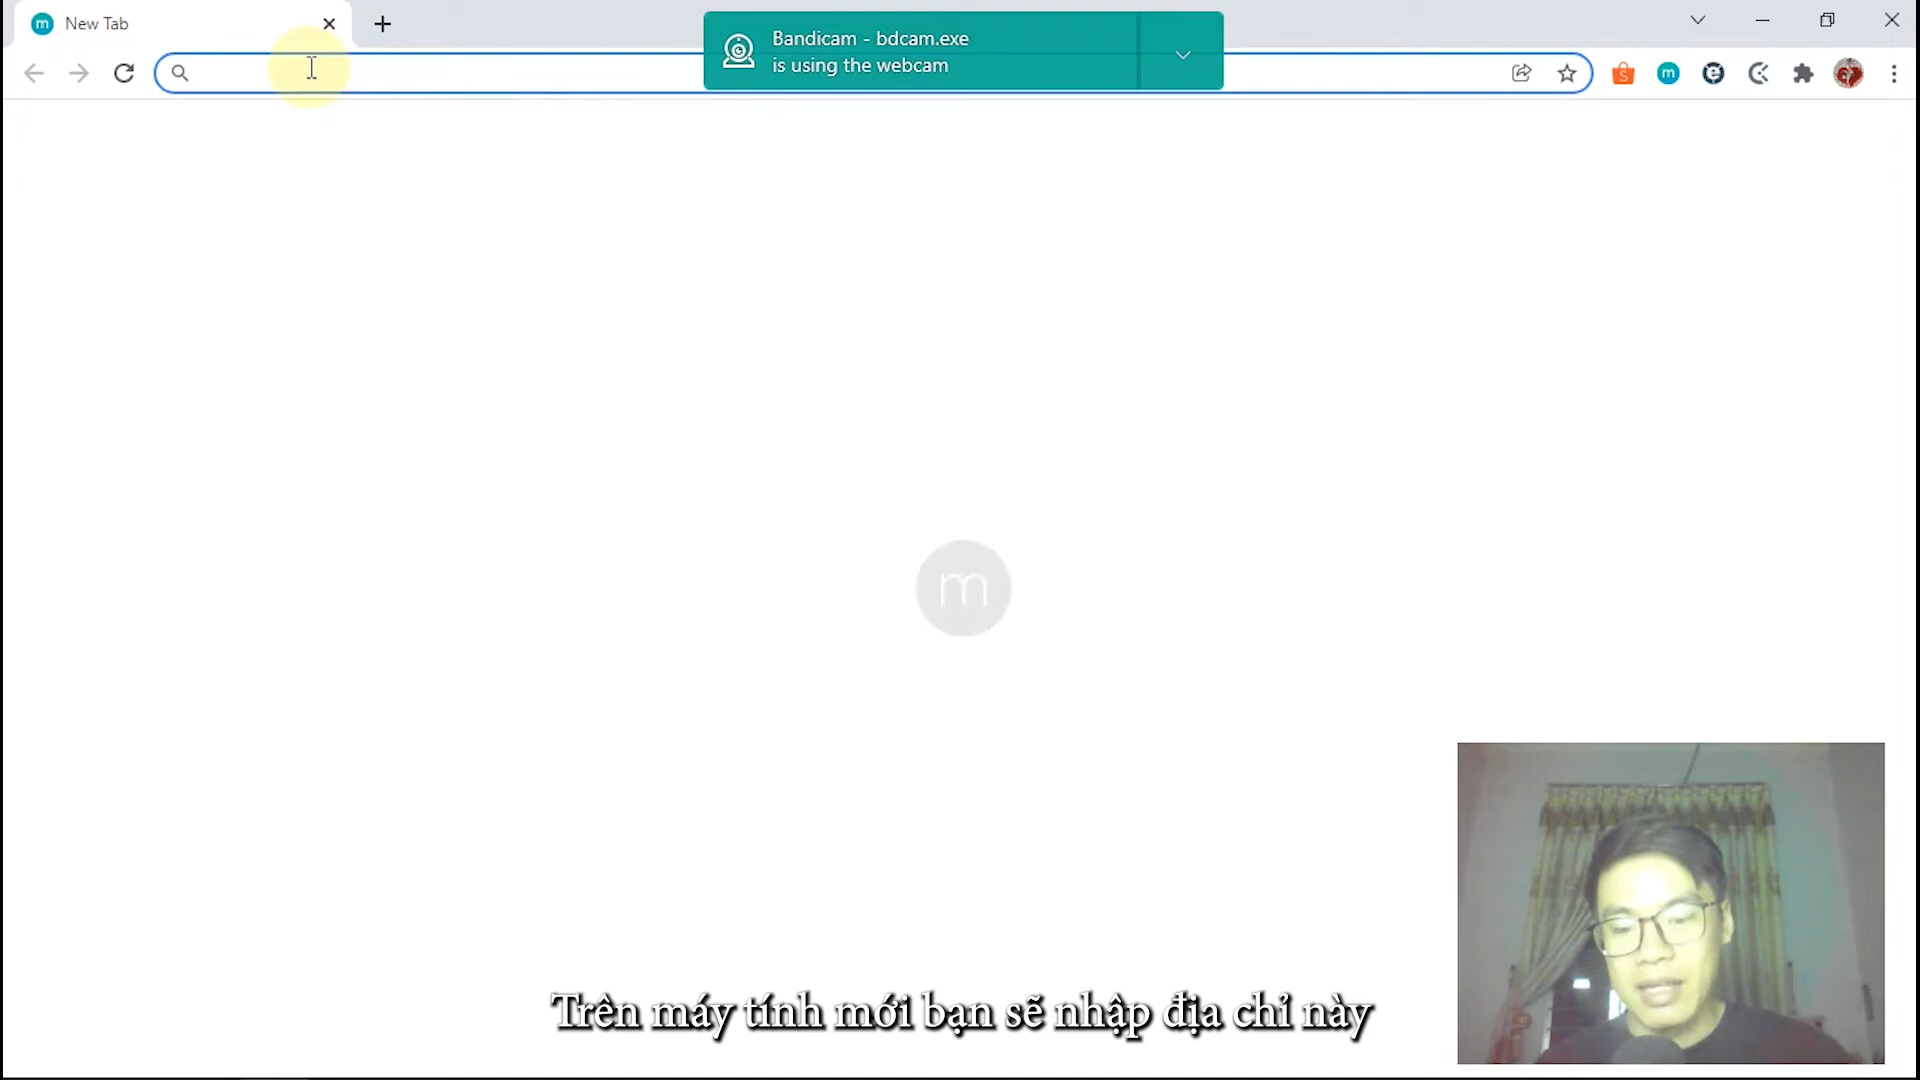 m New Tab
Bandicam - bdcam.exe
is using the webcam
S m e
m
Trên máy tính mới bạn sẽ nhập địa chỉ này